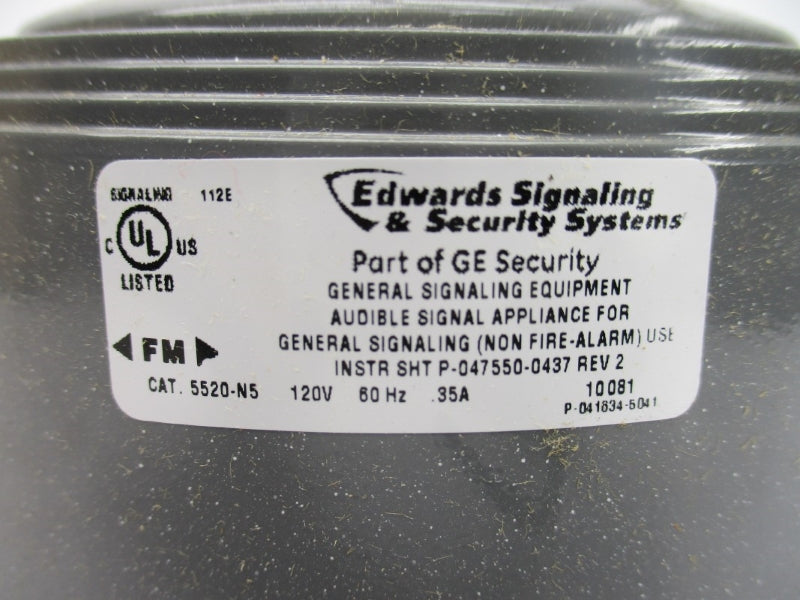 SIGNALING 112E
C UL US
LISTED
FM
Edwards Signaling
& Security Systems
Part of GE Security
GENERAL SIGNALING EQUIPMENT
AUDIBLE SIGNAL APPLIANCE FOR
GENERAL SIGNALING (NON FIRE-ALARM) USE
INSTR SHT P-047550-0437 REV 2
CAT. 5520-N5 120V 60 Hz .35A 10081
P-041834-5041